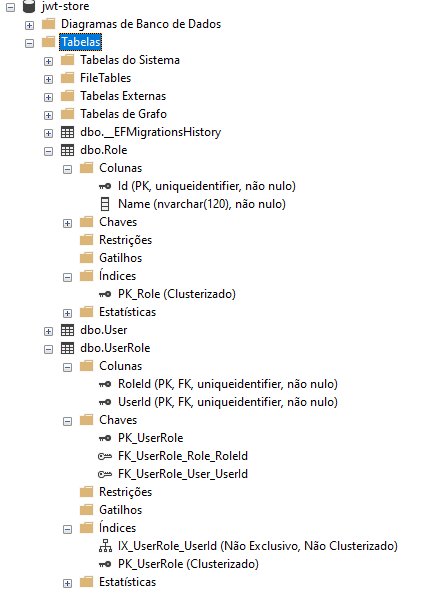 jwt-store
Diagramas de Banco de Dados
Tabelas
Tabelas do Sistema
FileTables
Tabelas Externas
Tabelas de Grafo
dbo.__EFMigrationsHistory
dbo.Role
Colunas
Id (PK, uniqueidentifier, não nulo)
Name (nvarchar(120), não nulo)
Chaves
Restrições
Gatilhos
Índices
PK_Role (Clusterizado)
Estatísticas
dbo.User
dbo.UserRole
Colunas
RoleId (PK, FK, uniqueidentifier, não nulo)
UserId (PK, FK, uniqueidentifier, não nulo)
Chaves
PK_UserRole
FK_UserRole_Role_RoleId
FK_UserRole_User_UserId
Restrições
Gatilhos
Índices
IX_UserRole_UserId (Não Exclusivo, Não Clusterizado)
PK_UserRole (Clusterizado)
Estatísticas